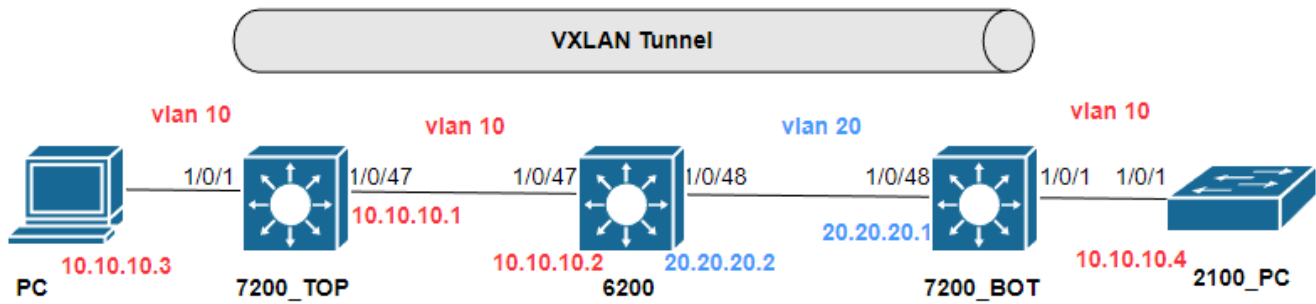 VXLAN Tunnel
vlan 10
vlan 10
vlan 20
vlan 10
1/0/1
1/0/47
1/0/47
1/0/48
1/0/48
1/0/1
1/0/1
10.10.10.1
20.20.20.1
10.10.10.3
10.10.10.2
20.20.20.2
10.10.10.4
PC
7200_TOP
6200
7200_BOT
2100_PC